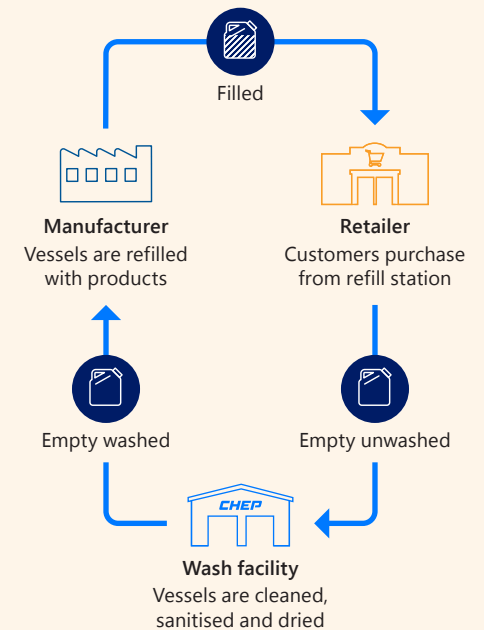 Filled
Manufacturer
Vessels are refilled
with products
Retailer
Customers purchase
from refill station
Empty washed
Empty unwashed
CHEP
Wash facility
Vessels are cleaned,
sanitised and dried